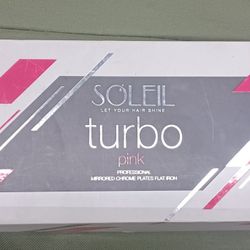 SOLEIL
LET YOUR HAIR SHINE
turbo
pink
PROFESSIONAL
MIRRORED CHROME PLATES FLAT IRON